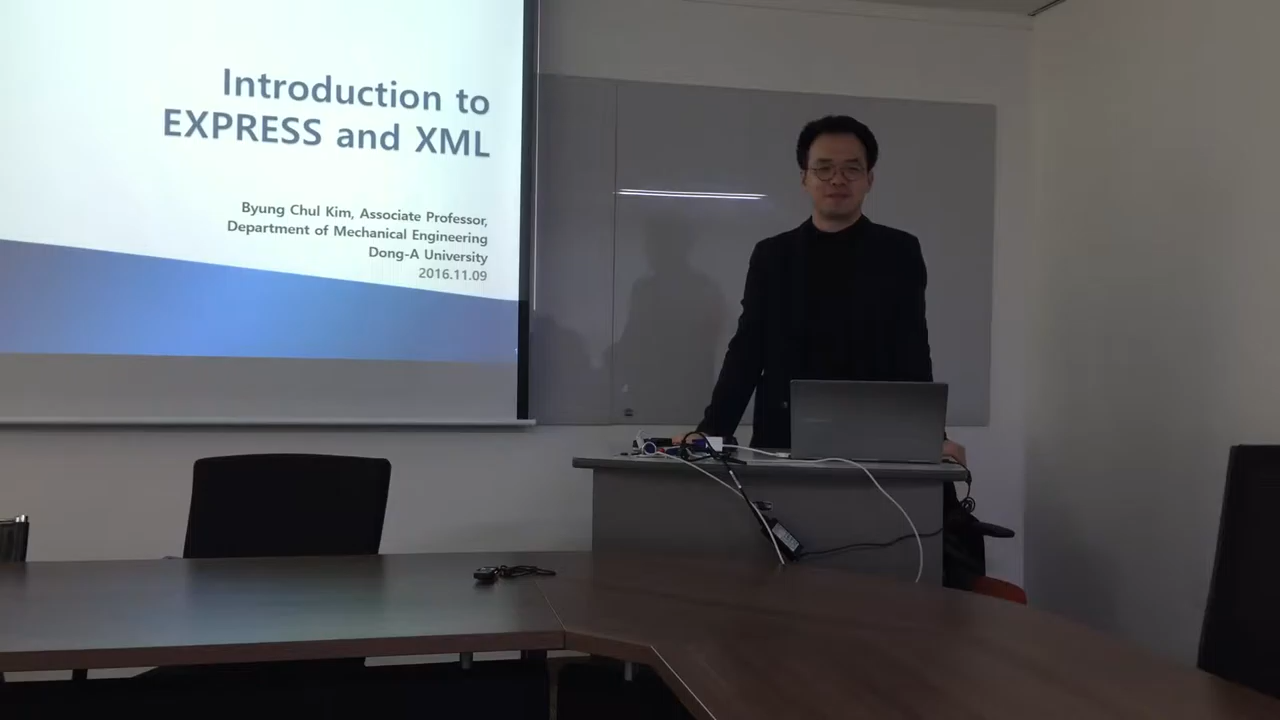 Introduction to
EXPRESS and XML
Byung Chul Kim, Associate Professor,
Department of Mechanical Engineering
Dong-A University
2016.11.09